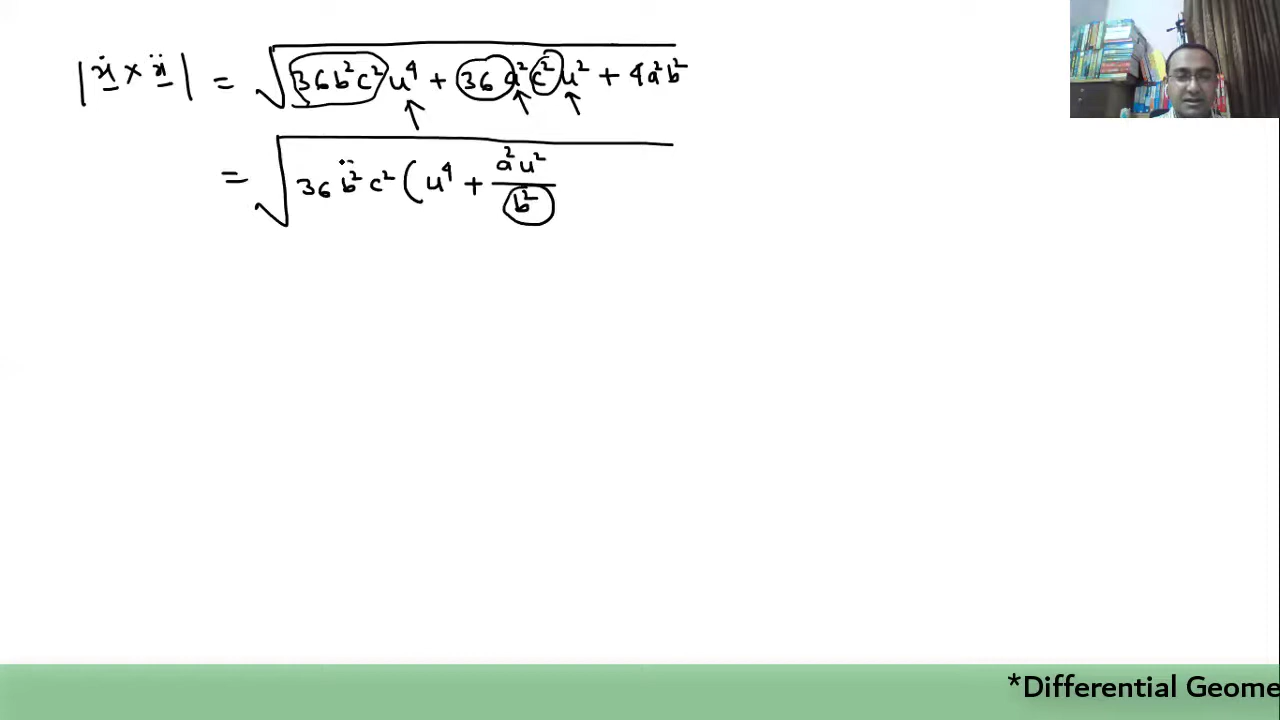 |ṙ × r̈| = √(36b²c²u⁴ + 36a²c²u² + 4a²b²)
= √(36b²c²(u⁴ + a²u²/b²
*Differential Geome